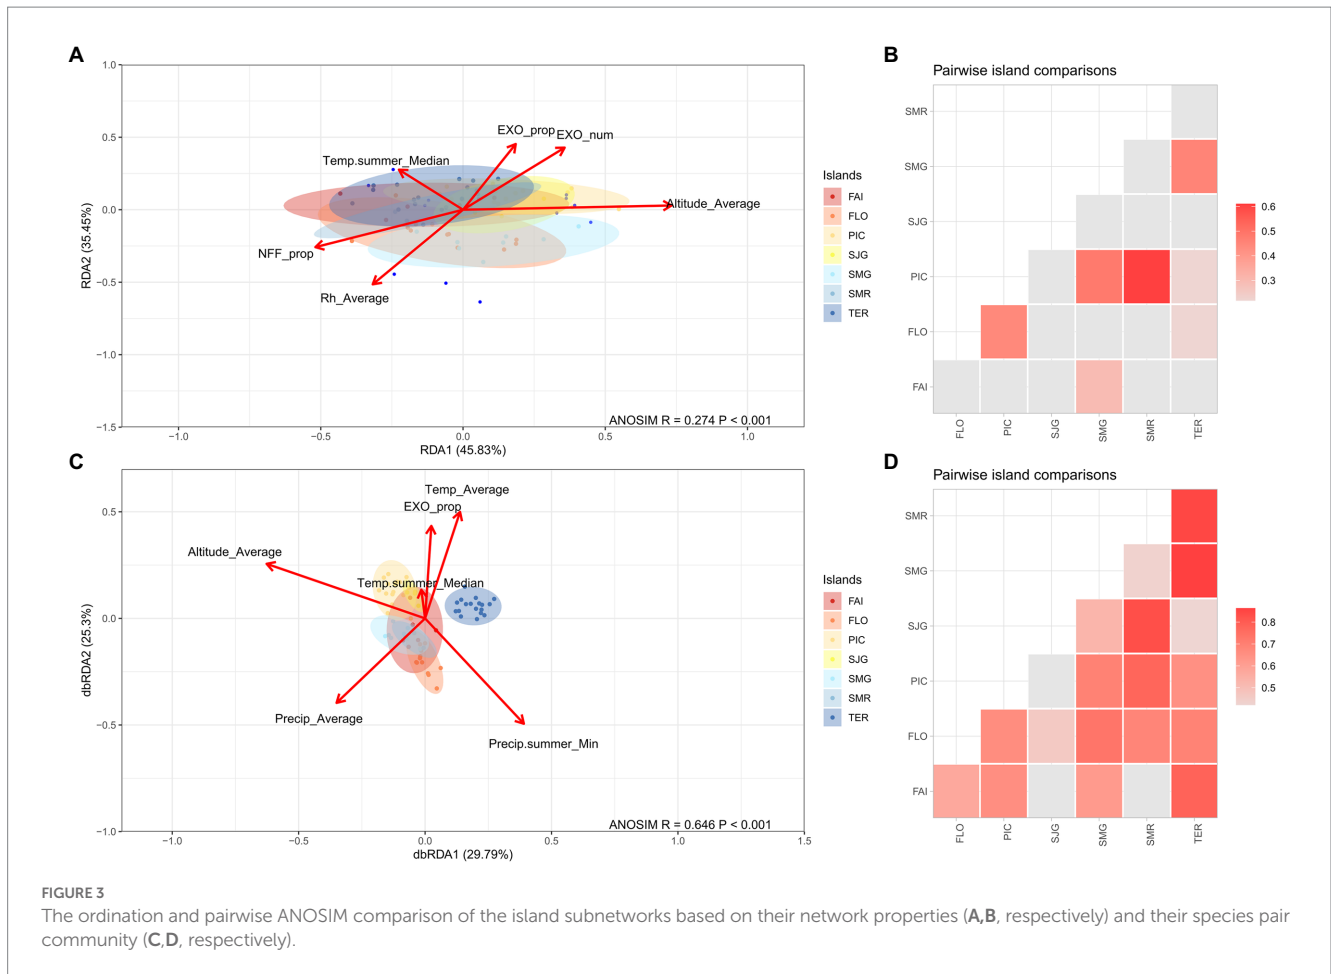 A
1.0
0.5
0.0
−0.5
−1.0
−1.5
RDA2 (35.45%)
EXO_prop
EXO_num
Temp.summer_Median
Altitude_Average
NFF_prop
Rh_Average
ANOSIM R = 0.274 P < 0.001
−1.0
−0.5
0.0
0.5
1.0
RDA1 (45.83%)
Islands
FAI
FLO
PIC
SJG
SMG
SMR
TER
B
Pairwise island comparisons
SMR
SMG
SJG
PIC
FLO
FAI
FLO
PIC
SJG
SMG
SMR
TER
0.6
0.5
0.4
0.3
C
0.5
0.0
−0.5
−1.0
dbRDA2 (25.3%)
Temp_Average
EXO_prop
Altitude_Average
Temp.summer_Median
Precip_Average
Precip.summer_Min
ANOSIM R = 0.646 P < 0.001
−1.0
−0.5
0.0
0.5
1.0
1.5
dbRDA1 (29.79%)
Islands
FAI
FLO
PIC
SJG
SMG
SMR
TER
D
Pairwise island comparisons
SMR
SMG
SJG
PIC
FLO
FAI
FLO
PIC
SJG
SMG
SMR
TER
0.8
0.7
0.6
0.5
FIGURE 3
The ordination and pairwise ANOSIM comparison of the island subnetworks based on their network properties (A,B, respectively) and their species pair
community (C,D, respectively).